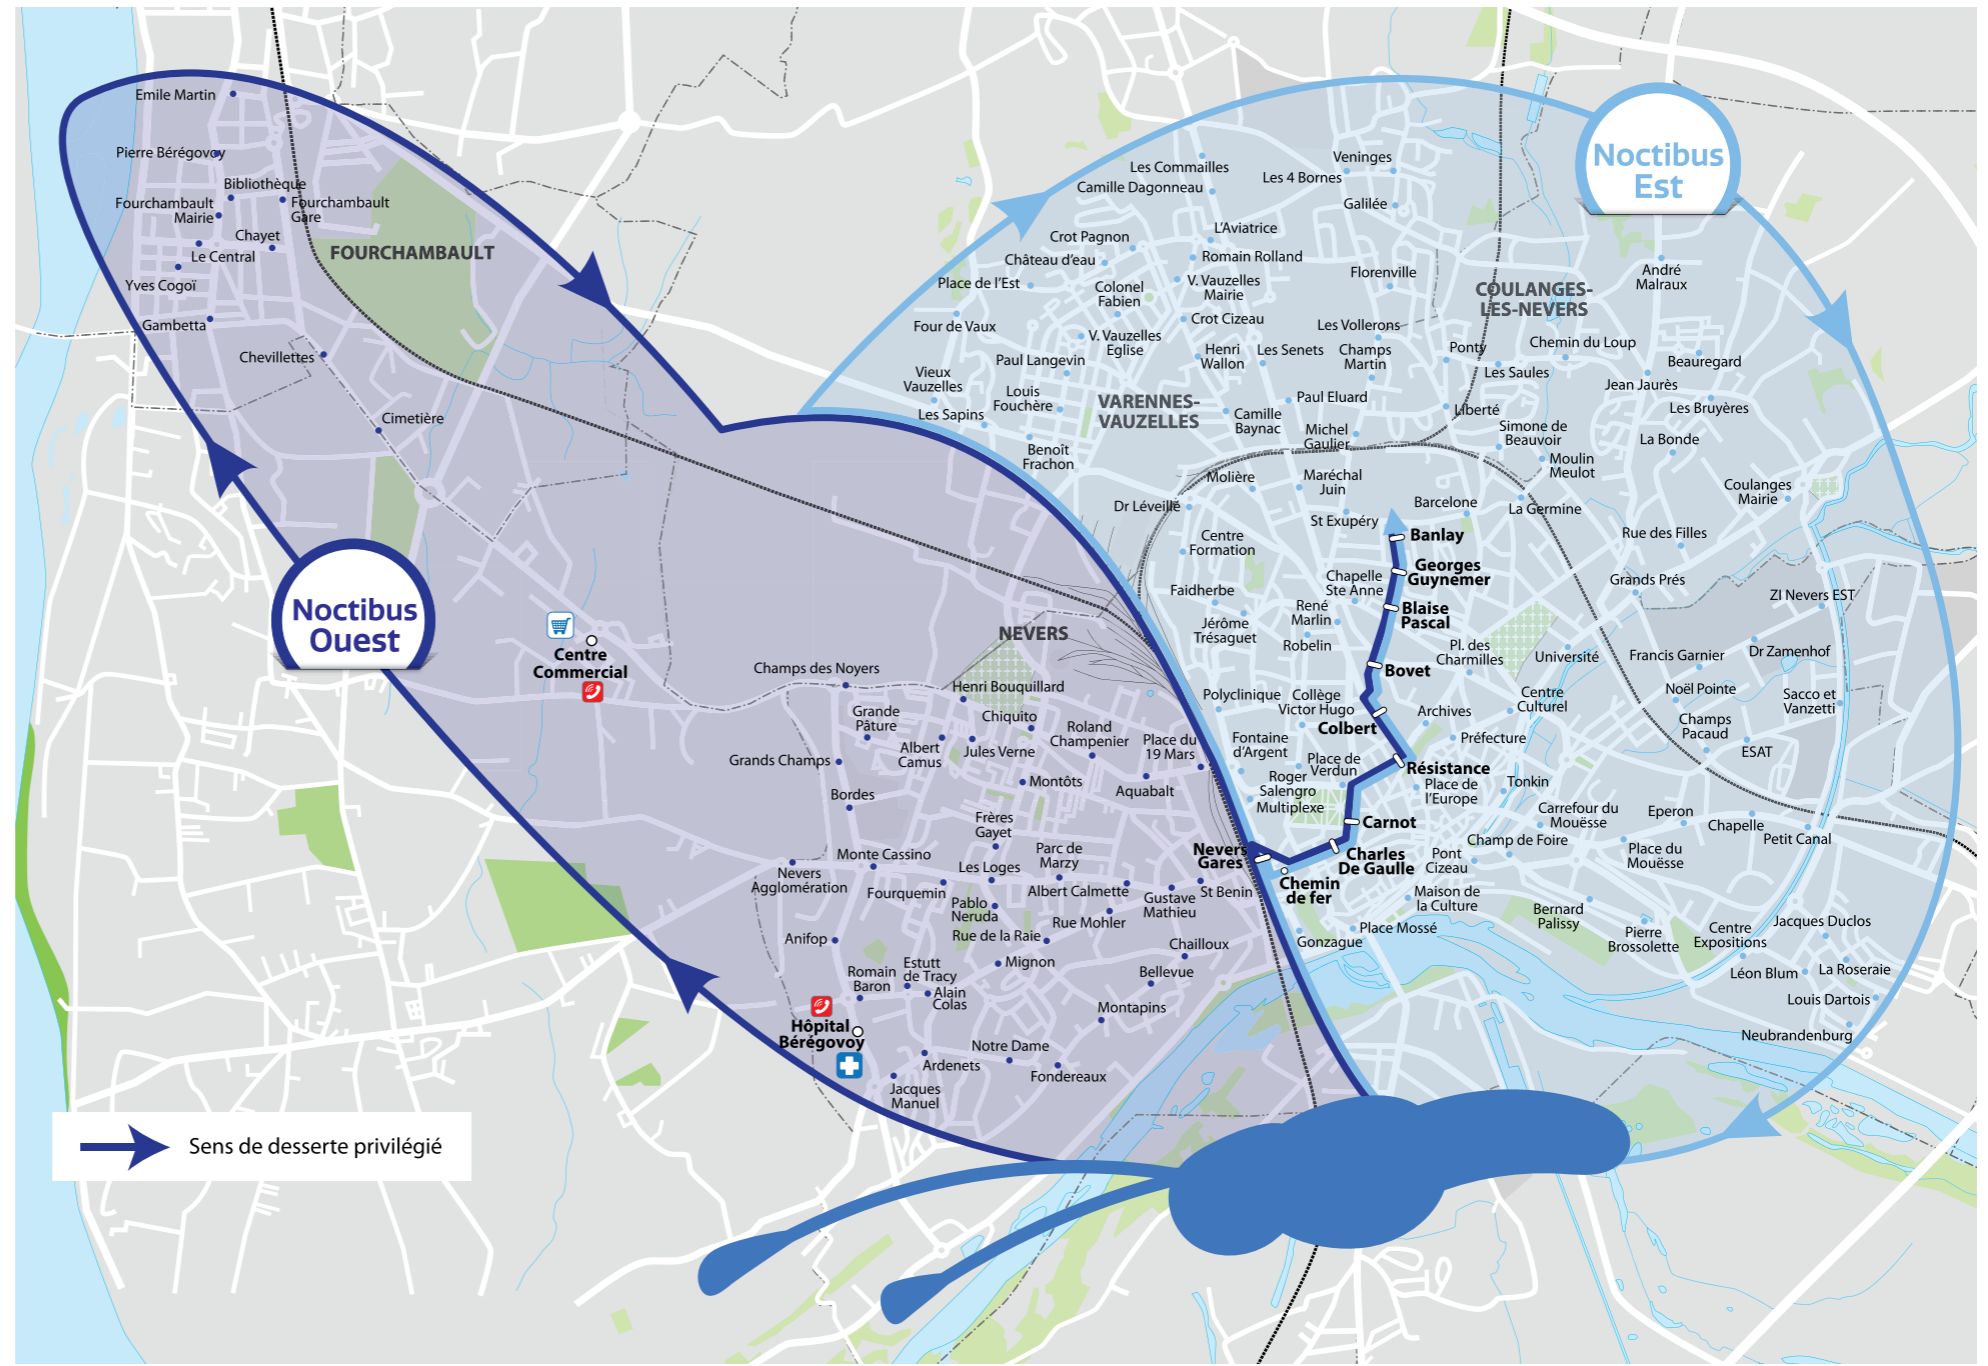 Emile Martin
Pierre Bérégovoy
Bibliothèque
Fourchambault
Mairie
Fourchambault
Gare
Chayet
Le Central
Yves Cogoï
Gambetta
FOURCHAMBAULT
Chevillettes
Cimetière
Noctibus
Ouest
Centre
Commercial
NEVERS
Champs des Noyers
Henri Bouquillard
Grande
Pâture
Chiquito
Albert
Camus
Jules Verne
Roland
Champenier
Place du
19 Mars
Grands Champs
Montôts
Aquabalt
Bordes
Frères
Gayet
Monte Cassino
Nevers
Agglomération
Les Loges
Parc de
Marzy
Fourquemin
Albert Calmette
Pablo
Neruda
Gustave
Mathieu
St Benin
Rue Mohler
Anifop
Rue de la Raie
Chailloux
Romain
Baron
Estutt
de Tracy
Mignon
Bellevue
Alain
Colas
Montapins
Hôpital
Bérégovoy
Notre Dame
Ardenets
Fondereaux
Jacques
Manuel
Sens de desserte privilégié
Noctibus
Est
Les Commailles
Camille Dagonneau
Veninges
Les 4 Bornes
Galilée
L'Aviatrice
Crot Pagnon
Château d'eau
Romain Rolland
Place de l'Est
Colonel
Fabien
V. Vauzelles
Mairie
Florenville
COULANGES-
LES-NEVERS
André
Malraux
Four de Vaux
V. Vauzelles
Eglise
Crot Cizeau
Les Vollerons
Paul Langevin
Henri
Wallon
Les Senets
Champs
Martin
Ponty
Chemin du Loup
Beauregard
Vieux
Vauzelles
Louis
Fouchère
Les Saules
Jean Jaurès
Les Sapins
VARENNES-
VAUZELLES
Paul Eluard
Camille
Baynac
Liberté
Les Bruyères
Michel
Gaulier
Simone de
Beauvoir
La Bonde
Benoît
Frachon
Moulin
Meulot
Molière
Maréchal
Juin
Coulanges
Mairie
Dr Léveillé
Barcelone
La Germine
St Exupéry
Banlay
Rue des Filles
Centre
Formation
Georges
Guynemer
Chapelle
Ste Anne
Grands Prés
Faidherbe
René
Marlin
Blaise
Pascal
ZI Nevers EST
Jérôme
Trésaguet
Robelin
Pl. des
Charmilles
Université
Francis Garnier
Dr Zamenhof
Bovet
Polyclinique
Collège
Victor Hugo
Centre
Culturel
Noël Pointe
Sacco et
Vanzetti
Colbert
Archives
Champs
Pacaud
Fontaine
d'Argent
Préfecture
ESAT
Place de
Verdun
Résistance
Roger
Salengro
Place de
l'Europe
Tonkin
Multiplexe
Carrefour du
Mouësse
Eperon
Carnot
Chapelle
Petit Canal
Champ de Foire
Nevers
Gares
Charles
De Gaulle
Pont
Cizeau
Place du
Mouësse
Chemin
de fer
Maison de
la Culture
Bernard
Palissy
Gonzague
Place Mossé
Pierre
Brossolette
Centre
Expositions
Jacques Duclos
Léon Blum
La Roseraie
Louis Dartois
Neubrandenburg